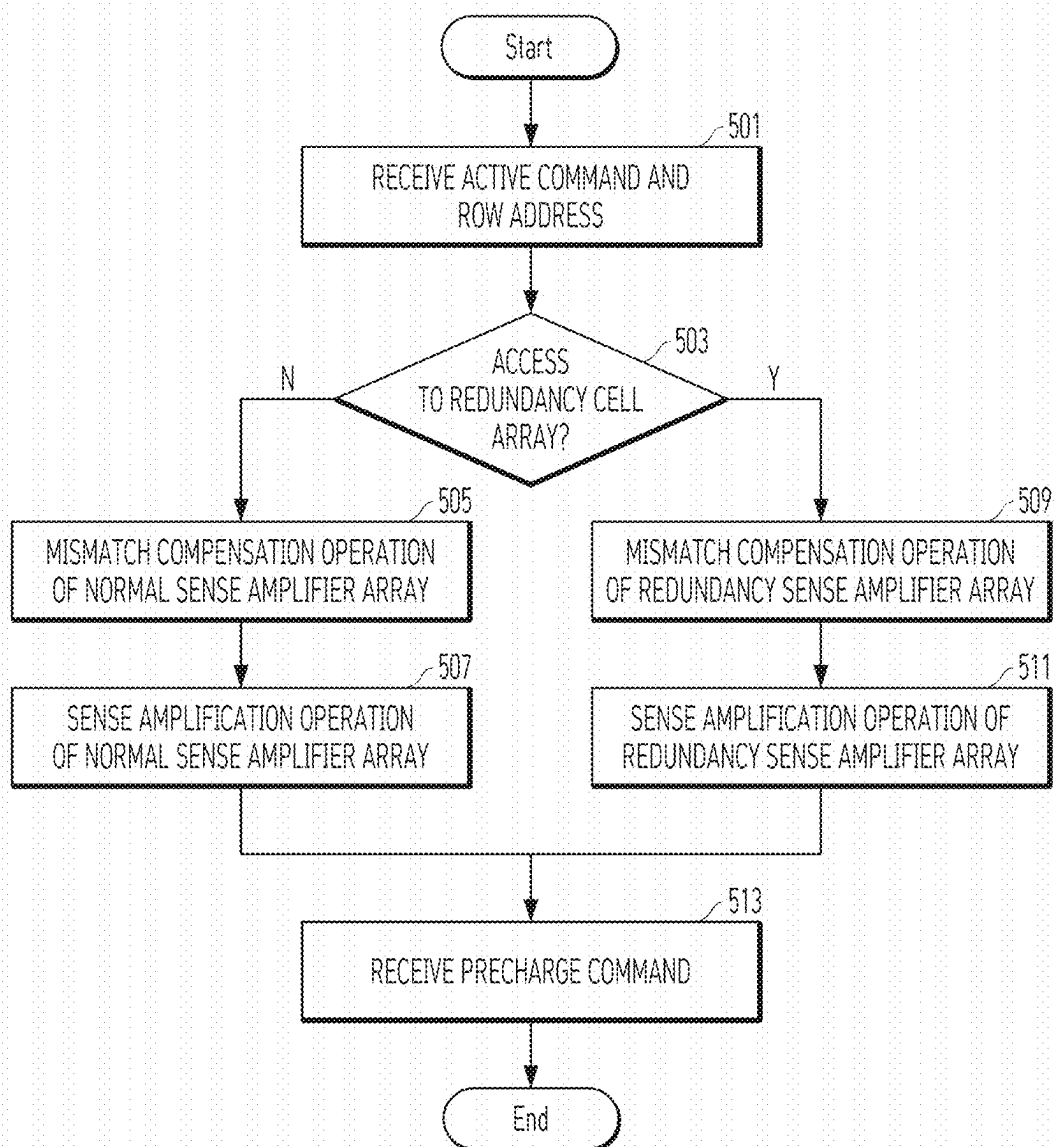 Start
501
RECEIVE ACTIVE COMMAND AND
ROW ADDRESS
503
ACCESS
TO REDUNDANCY CELL
ARRAY?
N
Y
505
MISMATCH COMPENSATION OPERATION
OF NORMAL SENSE AMPLIFIER ARRAY
509
MISMATCH COMPENSATION OPERATION
OF REDUNDANCY SENSE AMPLIFIER ARRAY
507
SENSE AMPLIFICATION OPERATION
OF NORMAL SENSE AMPLIFIER ARRAY
511
SENSE AMPLIFICATION OPERATION OF
REDUNDANCY SENSE AMPLIFIER ARRAY
513
RECEIVE PRECHARGE COMMAND
End